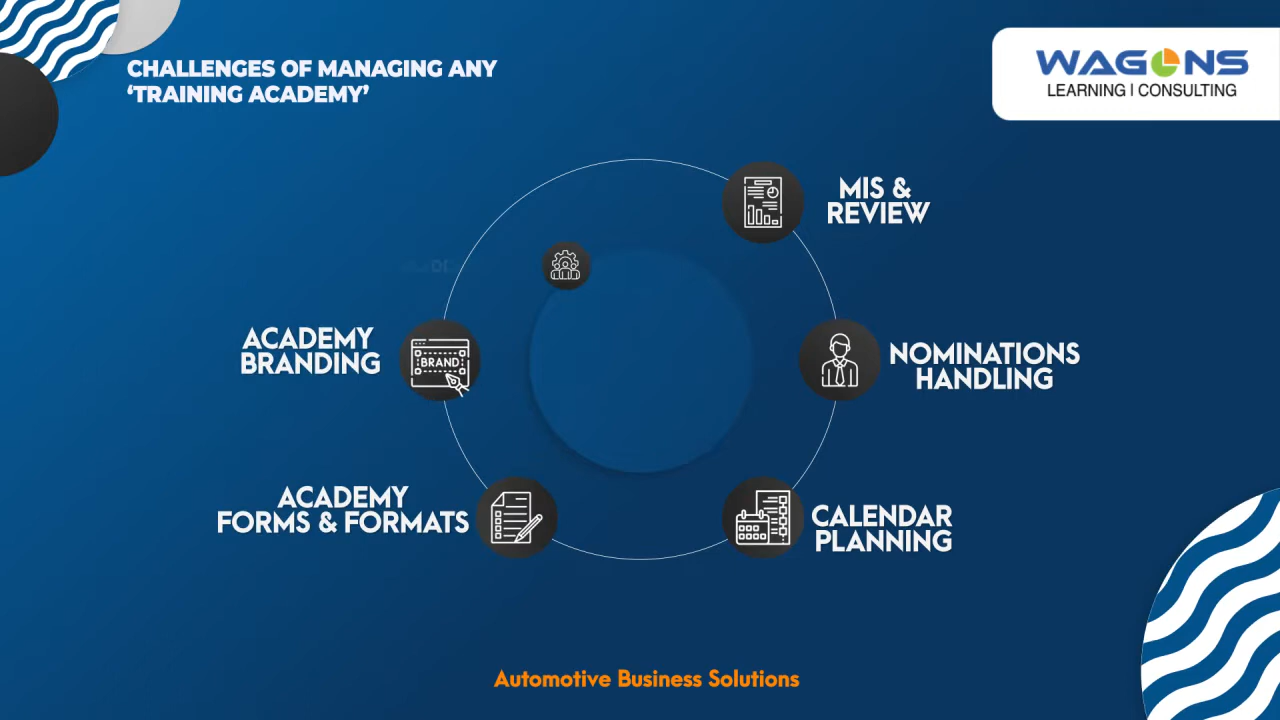 CHALLENGES OF MANAGING ANY
‘TRAINING ACADEMY’
WAGONS
LEARNING | CONSULTING
MIS &
REVIEW
ACADEMY
BRANDING
BRAND
NOMINATIONS
HANDLING
ACADEMY
FORMS & FORMATS
CALENDAR
PLANNING
Automotive Business Solutions